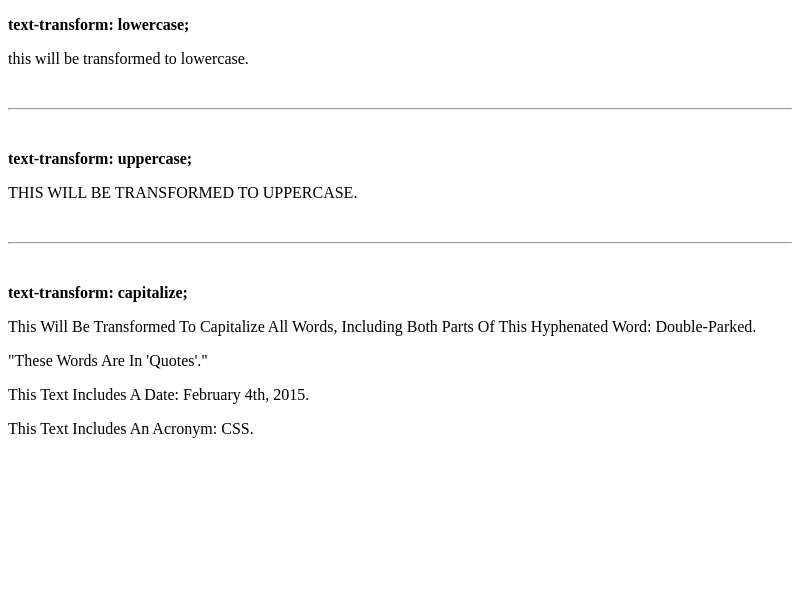 text-transform: lowercase;
this will be transformed to lowercase.
text-transform: uppercase;
THIS WILL BE TRANSFORMED TO UPPERCASE.
text-transform: capitalize;
This Will Be Transformed To Capitalize All Words, Including Both Parts Of This Hyphenated Word: Double-Parked.
"These Words Are In 'Quotes'."
This Text Includes A Date: February 4th, 2015.
This Text Includes An Acronym: CSS.